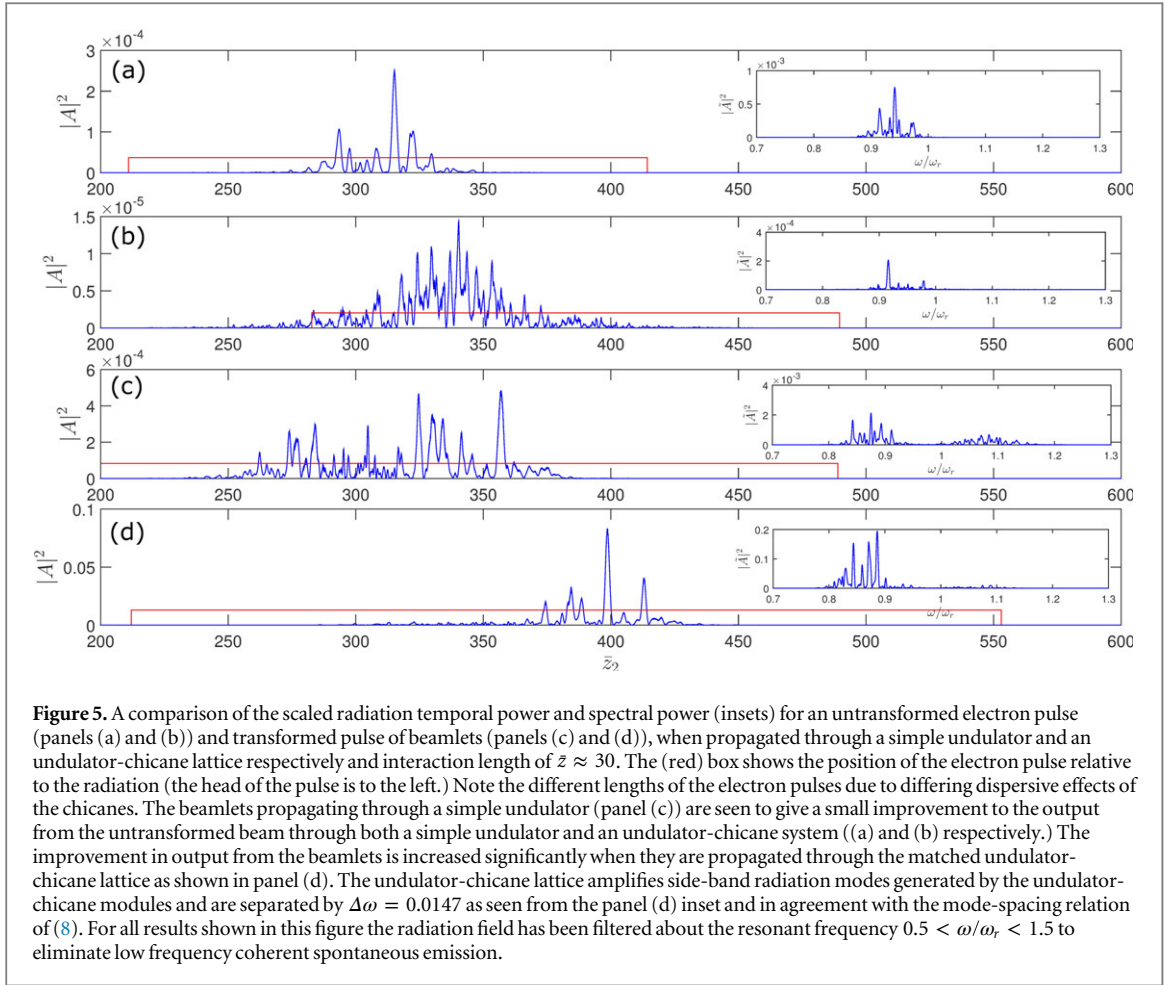 ×10⁻⁴
3
2
1
0
|A|²
(a)
200 250 300 350 400 450 500 550 600
×10⁻³
1
0.5
0
|Ã|²
0.7 0.8 0.9 1 1.1 1.2 1.3
ω/ωᵣ
×10⁻⁵
1.5
1
0.5
0
|A|²
(b)
200 250 300 350 400 450 500 550 600
×10⁻⁴
4
2
0
|Ã|²
0.7 0.8 0.9 1 1.1 1.2 1.3
ω/ωᵣ
×10⁻⁴
6
4
2
0
|A|²
(c)
200 250 300 350 400 450 500 550 600
×10⁻³
4
2
0
|Ã|²
0.7 0.8 0.9 1 1.1 1.2 1.3
ω/ωᵣ
0.1
0.05
0
|A|²
(d)
200 250 300 350 400 450 500 550 600
0.2
0.1
0
|Ã|²
0.7 0.8 0.9 1 1.1 1.2 1.3
ω/ωᵣ
z̄₂
Figure 5. A comparison of the scaled radiation temporal power and spectral power (insets) for an untransformed electron pulse
(panels (a) and (b)) and transformed pulse of beamlets (panels (c) and (d)), when propagated through a simple undulator and an
undulator-chicane lattice respectively and interaction length of z̄ ≈ 30. The (red) box shows the position of the electron pulse relative
to the radiation (the head of the pulse is to the left.) Note the different lengths of the electron pulses due to differing dispersive effects of
the chicanes. The beamlets propagating through a simple undulator (panel (c)) are seen to give a small improvement to the output
from the untransformed beam through both a simple undulator and an undulator-chicane system ((a) and (b) respectively.) The
improvement in output from the beamlets is increased significantly when they are propagated through the matched undulator-
chicane lattice as shown in panel (d). The undulator-chicane lattice amplifies side-band radiation modes generated by the undulator-
chicane modules and are separated by Δω = 0.0147 as seen from the panel (d) inset and in agreement with the mode-spacing relation
of (8). For all results shown in this figure the radiation field has been filtered about the resonant frequency 0.5 < ω/ωᵣ < 1.5 to
eliminate low frequency coherent spontaneous emission.